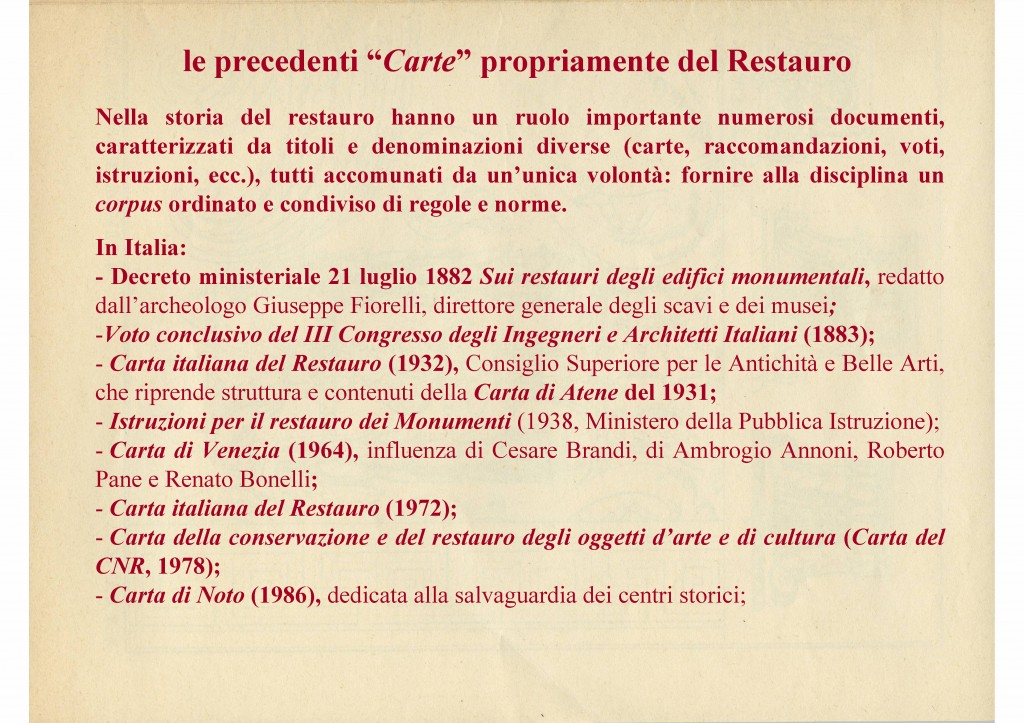 le precedenti “Carte” propriamente del Restauro
Nella storia del restauro hanno un ruolo importante numerosi documenti,
caratterizzati da titoli e denominazioni diverse (carte, raccomandazioni, voti,
istruzioni, ecc.), tutti accomunati da un’unica volontà: fornire alla disciplina un
corpus ordinato e condiviso di regole e norme.
In Italia:
- Decreto ministeriale 21 luglio 1882 Sui restauri degli edifici monumentali, redatto
dall’archeologo Giuseppe Fiorelli, direttore generale degli scavi e dei musei;
-Voto conclusivo del III Congresso degli Ingegneri e Architetti Italiani (1883);
- Carta italiana del Restauro (1932), Consiglio Superiore per le Antichità e Belle Arti,
che riprende struttura e contenuti della Carta di Atene del 1931;
- Istruzioni per il restauro dei Monumenti (1938, Ministero della Pubblica Istruzione);
- Carta di Venezia (1964), influenza di Cesare Brandi, di Ambrogio Annoni, Roberto
Pane e Renato Bonelli;
- Carta italiana del Restauro (1972);
- Carta della conservazione e del restauro degli oggetti d’arte e di cultura (Carta del
CNR, 1978);
- Carta di Noto (1986), dedicata alla salvaguardia dei centri storici;